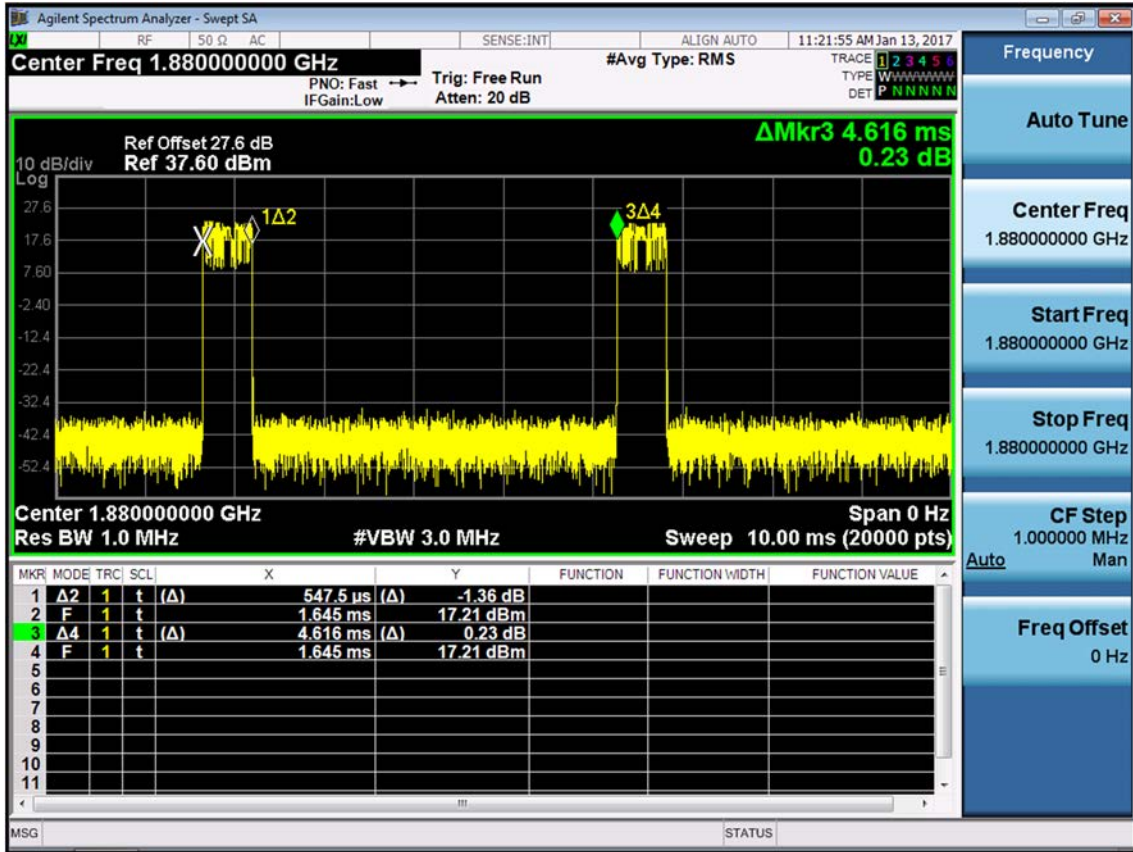 Agilent Spectrum Analyzer - Swept SA
LXI RF 50 Ω AC SENSE:INT ALIGN AUTO 11:21:55 AM Jan 13, 2017
Center Freq 1.880000000 GHz
PNO: Fast
IFGain:Low
Trig: Free Run
Atten: 20 dB
#Avg Type: RMS
TRACE 1 2 3 4 5 6
TYPE WWWWWW
DET P N N N N N
Ref Offset 27.6 dB
10 dB/div Ref 37.60 dBm
Log
ΔMkr3 4.616 ms
0.23 dB
27.6
17.6
7.60
-2.40
-12.4
-22.4
-32.4
-42.4
-52.4
X
1Δ2
3Δ4
Center 1.880000000 GHz Span 0 Hz
Res BW 1.0 MHz #VBW 3.0 MHz Sweep 10.00 ms (20000 pts)
MKR MODE TRC SCL X Y FUNCTION FUNCTION WIDTH FUNCTION VALUE
1 Δ2 1 t (Δ) 547.5 µs (Δ) -1.36 dB
2 F 1 t 1.645 ms 17.21 dBm
3 Δ4 1 t (Δ) 4.616 ms (Δ) 0.23 dB
4 F 1 t 1.645 ms 17.21 dBm
5
6
7
8
9
10
11
MSG STATUS
Frequency
Auto Tune
Center Freq
1.880000000 GHz
Start Freq
1.880000000 GHz
Stop Freq
1.880000000 GHz
CF Step
1.000000 MHz
Auto Man
Freq Offset
0 Hz